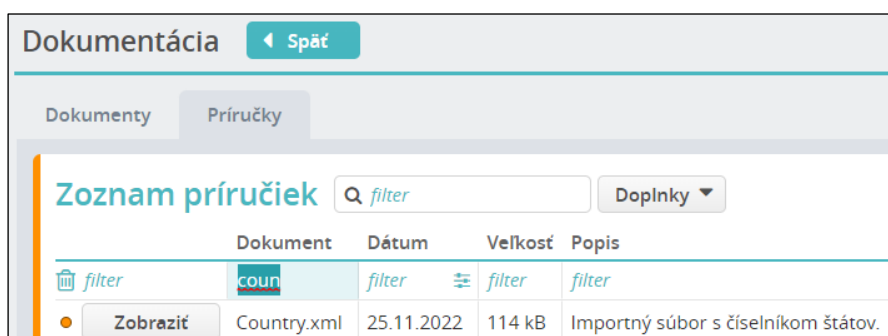 Dokumentácia Späť
Dokumenty Príručky
Zoznam príručiek filter Doplnky
Dokument Dátum Veľkosť Popis
filter coun filter filter filter
Zobraziť Country.xml 25.11.2022 114 kB Importný súbor s číselníkom štátov.